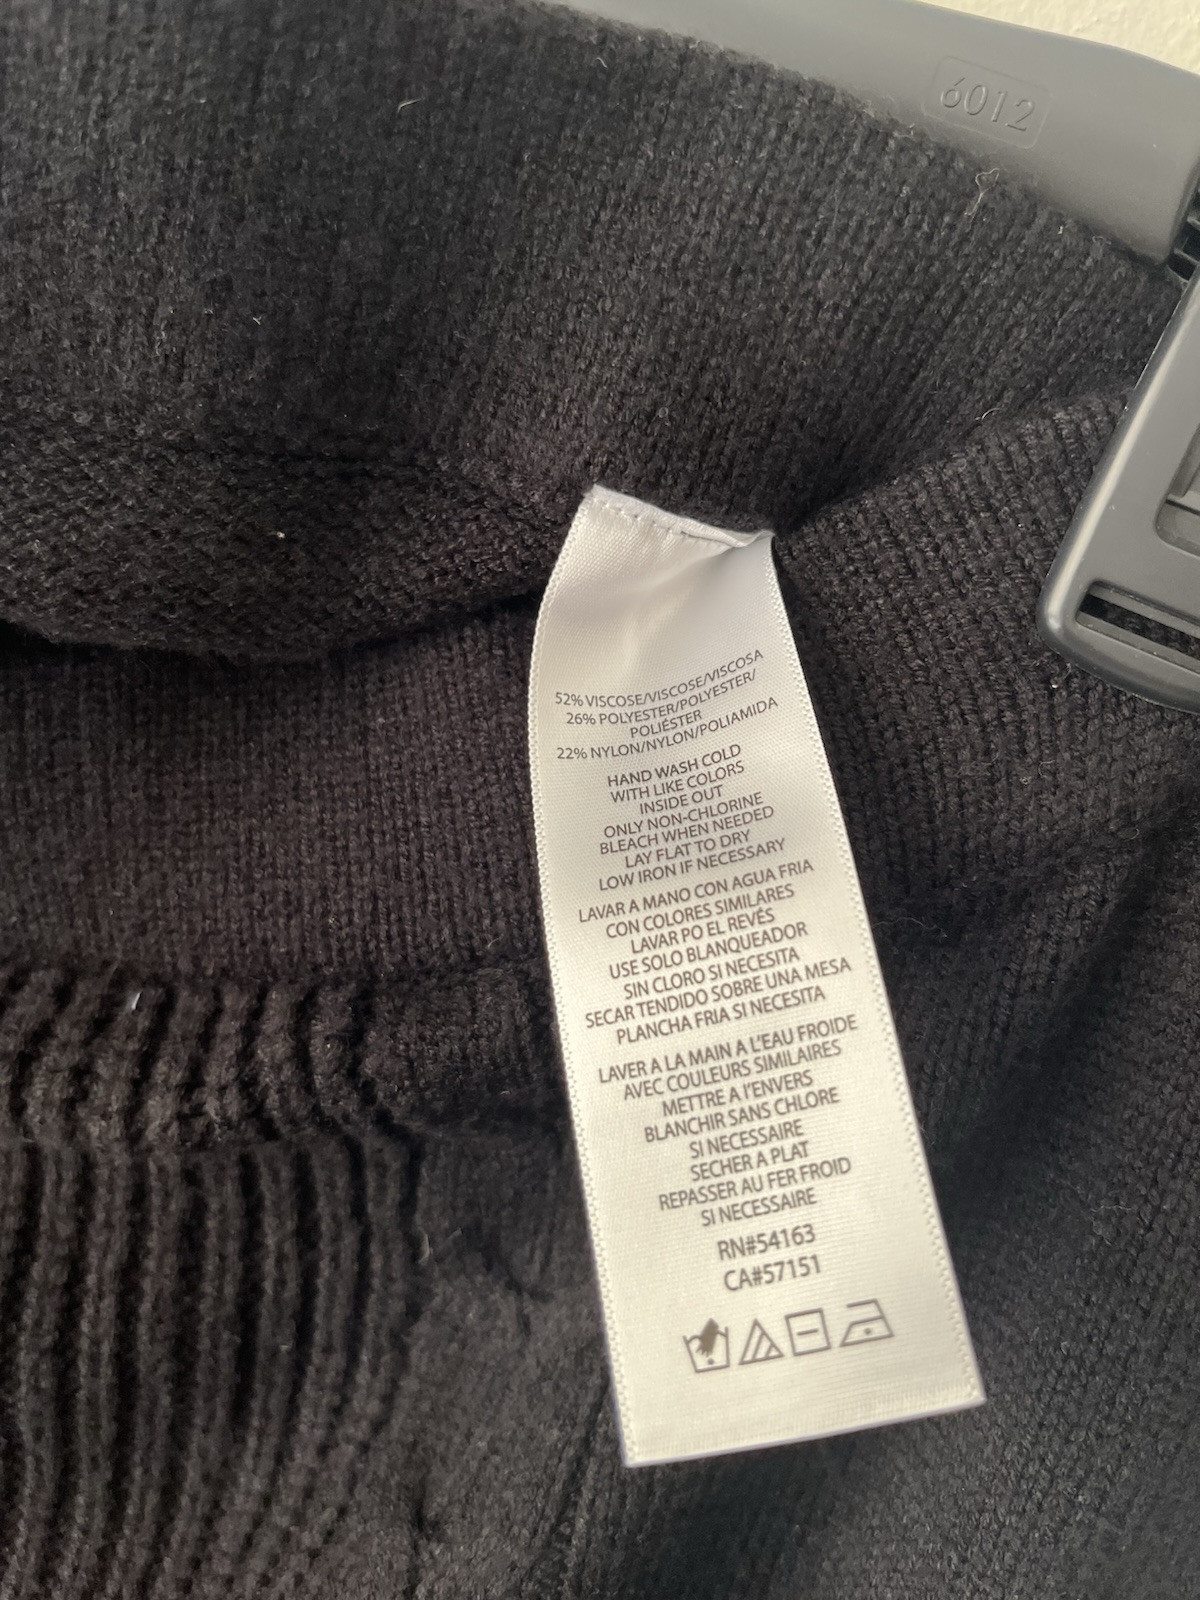 6012
52% VISCOSE/VISCOSE/VISCOSA
26% POLYESTER/POLYESTER/
POLIÉSTER
22% NYLON/NYLON/POLIAMIDA
HAND WASH COLD
WITH LIKE COLORS
INSIDE OUT
ONLY NON-CHLORINE
BLEACH WHEN NEEDED
LAY FLAT TO DRY
LOW IRON IF NECESSARY
LAVAR A MANO CON AGUA FRIA
CON COLORES SIMILARES
LAVAR PO EL REVÉS
USE SOLO BLANQUEADOR
SIN CLORO SI NECESITA
SECAR TENDIDO SOBRE UNA MESA
PLANCHA FRIA SI NECESITA
LAVER A LA MAIN A L'EAU FROIDE
AVEC COULEURS SIMILAIRES
METTRE A L'ENVERS
BLANCHIR SANS CHLORE
SI NECESSAIRE
SECHER A PLAT
REPASSER AU FER FROID
SI NECESSAIRE
RN#54163
CA#57151